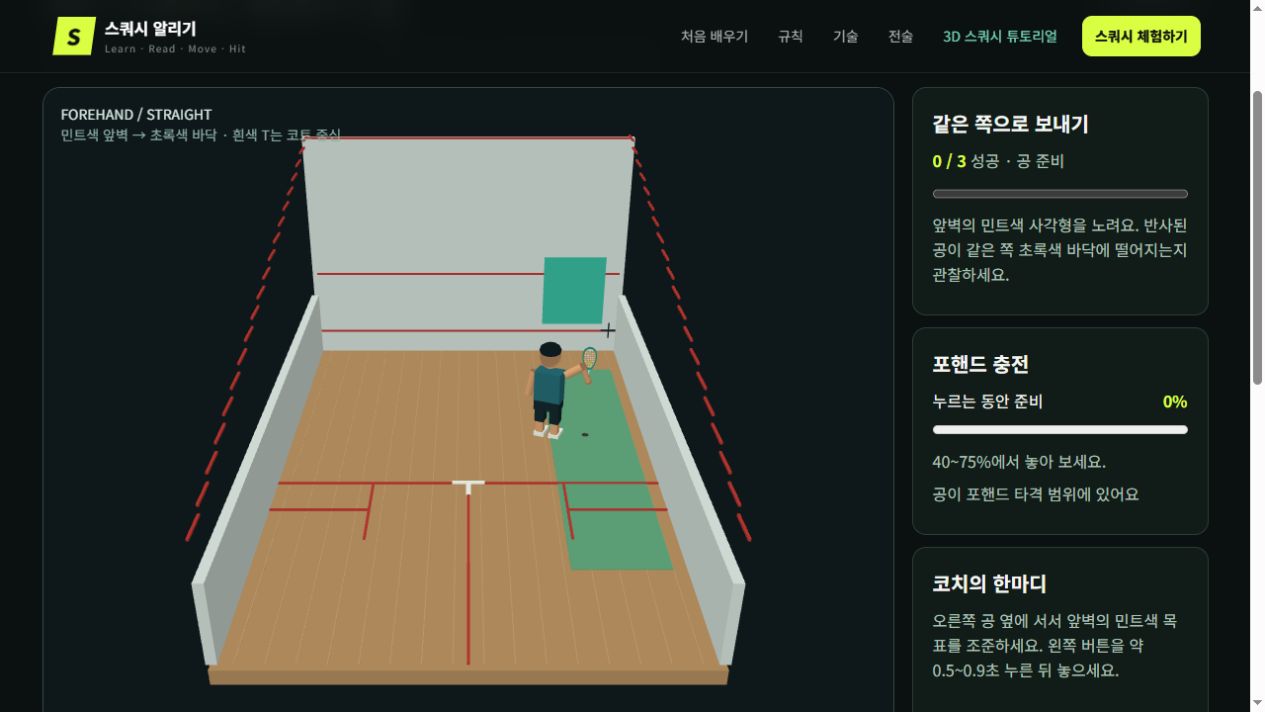 S
스쿼시 알리기
Learn · Read · Move · Hit
처음 배우기
규칙
기술
전술
3D 스쿼시 튜토리얼
스쿼시 체험하기
FOREHAND / STRAIGHT
민트색 앞벽 → 초록색 바닥 · 흰색 T는 코트 중심
같은 쪽으로 보내기
0 / 3 성공 · 공 준비
앞벽의 민트색 사각형을 노려요. 반사된
공이 같은 쪽 초록색 바닥에 떨어지는지
관찰하세요.
포핸드 충전
누르는 동안 준비
0%
40~75%에서 놓아 보세요.
공이 포핸드 타격 범위에 있어요
코치의 한마디
오른쪽 공 옆에 서서 앞벽의 민트색 목
표를 조준하세요. 왼쪽 버튼을 약
0.5~0.9초 누른 뒤 놓으세요.